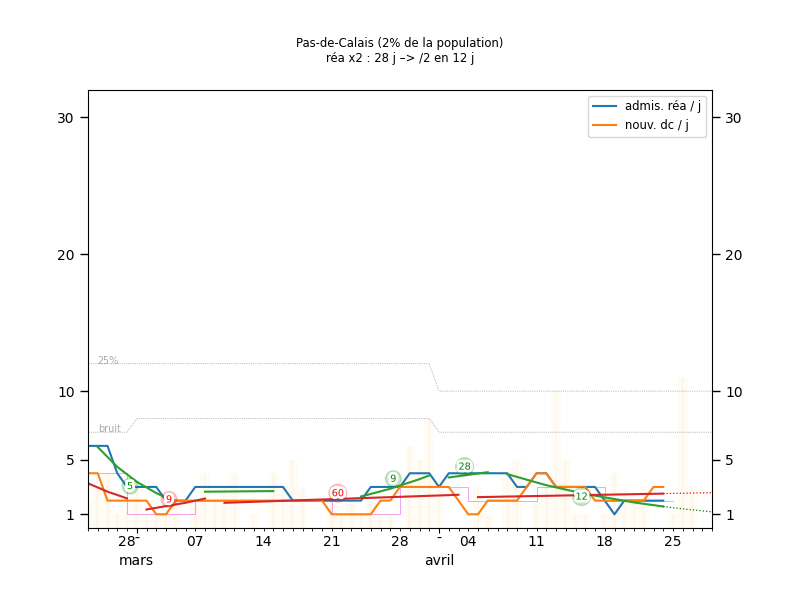 Pas-de-Calais (2% de la population)
réa x2 : 28 j –> /2 en 12 j
admis. réa / j
nouv. dc / j
30 30
20 20
25%
10 10
bruit
5 5
5 9 60 9 28 12
1 1
28 07 14 21 28 04 11 18 25
mars avril